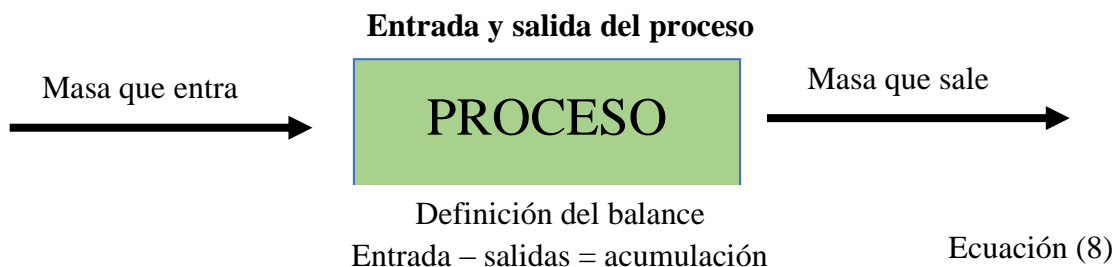 Entrada y salida del proceso
Masa que entra
PROCESO
Masa que sale
Definición del balance
Entrada – salidas = acumulación
Ecuación (8)